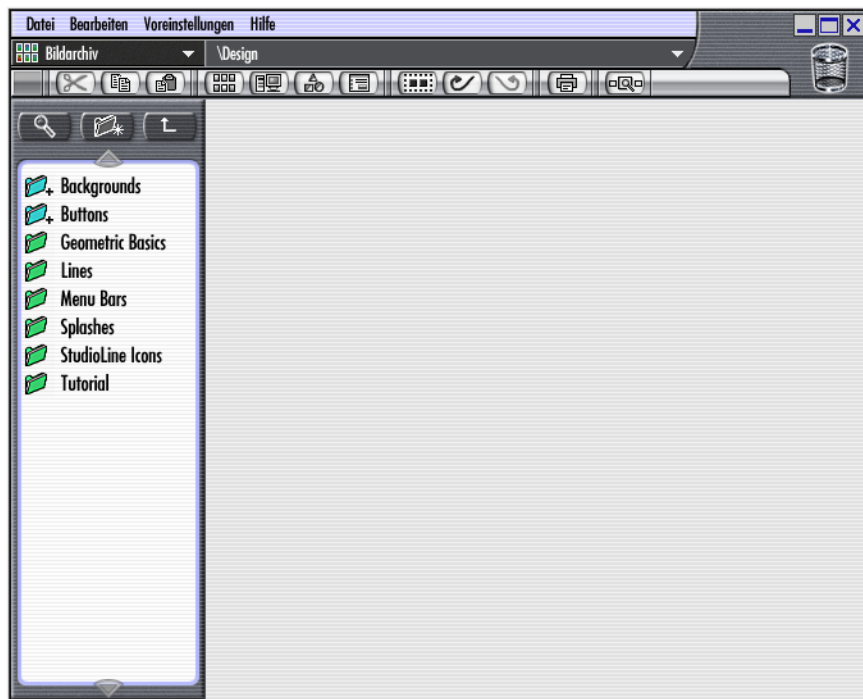 Datei Bearbeiten Voreinstellungen Hilfe
Bildarchiv \Design
Backgrounds
Buttons
Geometric Basics
Lines
Menu Bars
Splashes
StudioLine Icons
Tutorial